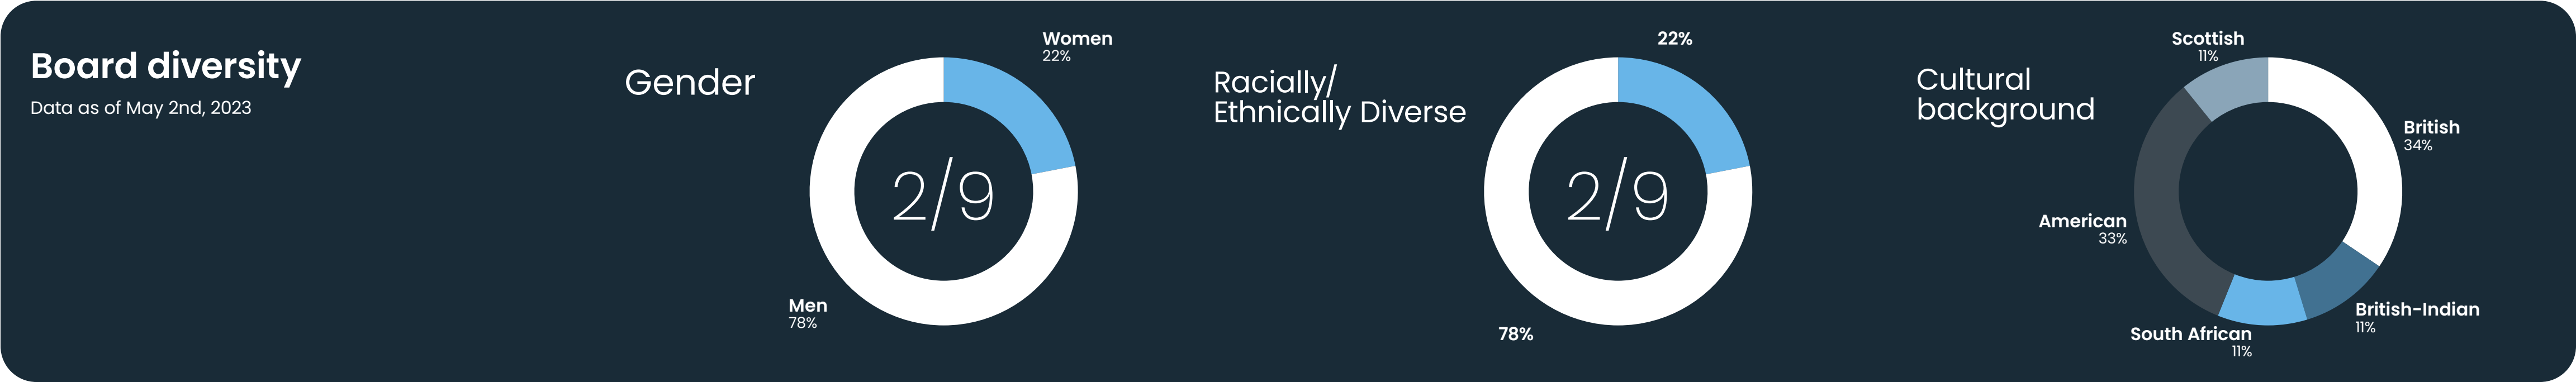 Board diversity
Data as of May 2nd, 2023
Gender
Women
22%
2/9
Men
78%
Racially/
Ethnically Diverse
22%
2/9
78%
Cultural
background
Scottish
11%
British
34%
American
33%
British-Indian
11%
South African
11%